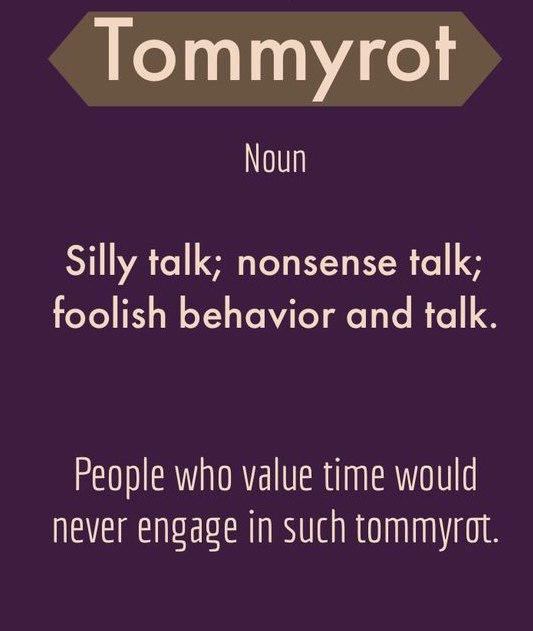 Tommyrot
Noun
Silly talk; nonsense talk;
foolish behavior and talk.
People who value time would
never engage in such tommyrot.